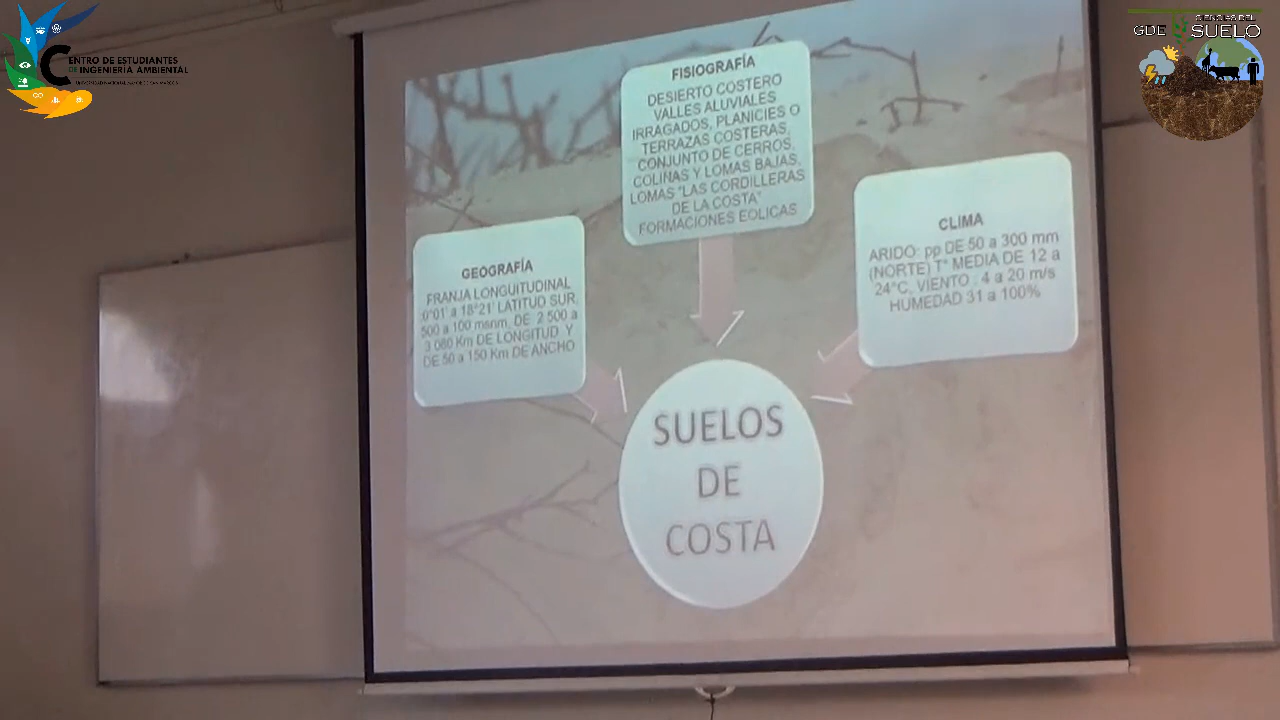 ENTRO DE ESTUDIANTES
DE INGENIERÍA AMBIENTAL
GDE
CIENCIAS DEL
SUELO
FISIOGRAFÍA
DESIERTO COSTERO
VALLES ALUVIALES
IRRAGADOS, PLANICIES O
TERRAZAS COSTERAS,
CONJUNTO DE CERROS,
COLINAS Y LOMAS BAJAS,
LOMAS "LAS CORDILLERAS
DE LA COSTA"
FORMACIONES EOLICAS
GEOGRAFÍA
FRANJA LONGUITUDINAL
0°01' a 18°21' LATITUD SUR,
500 a 100 msnm, DE 2 500 a
3 080 Km DE LONGITUD Y
DE 50 a 150 Km DE ANCHO
CLIMA
ARIDO: pp DE 50 a 300 mm
(NORTE) T° MEDIA DE 12 a
24°C, VIENTO : 4 a 20 m/s
HUMEDAD 31 a 100%
SUELOS
DE
COSTA